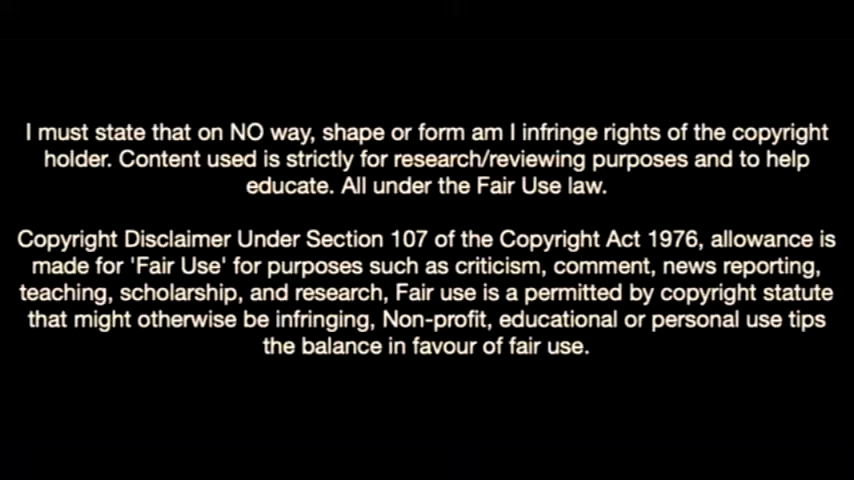 I must state that on NO way, shape or form am I infringe rights of the copyright
holder. Content used is strictly for research/reviewing purposes and to help
educate. All under the Fair Use law.
Copyright Disclaimer Under Section 107 of the Copyright Act 1976, allowance is
made for 'Fair Use' for purposes such as criticism, comment, news reporting,
teaching, scholarship, and research, Fair use is a permitted by copyright statute
that might otherwise be infringing, Non-profit, educational or personal use tips
the balance in favour of fair use.